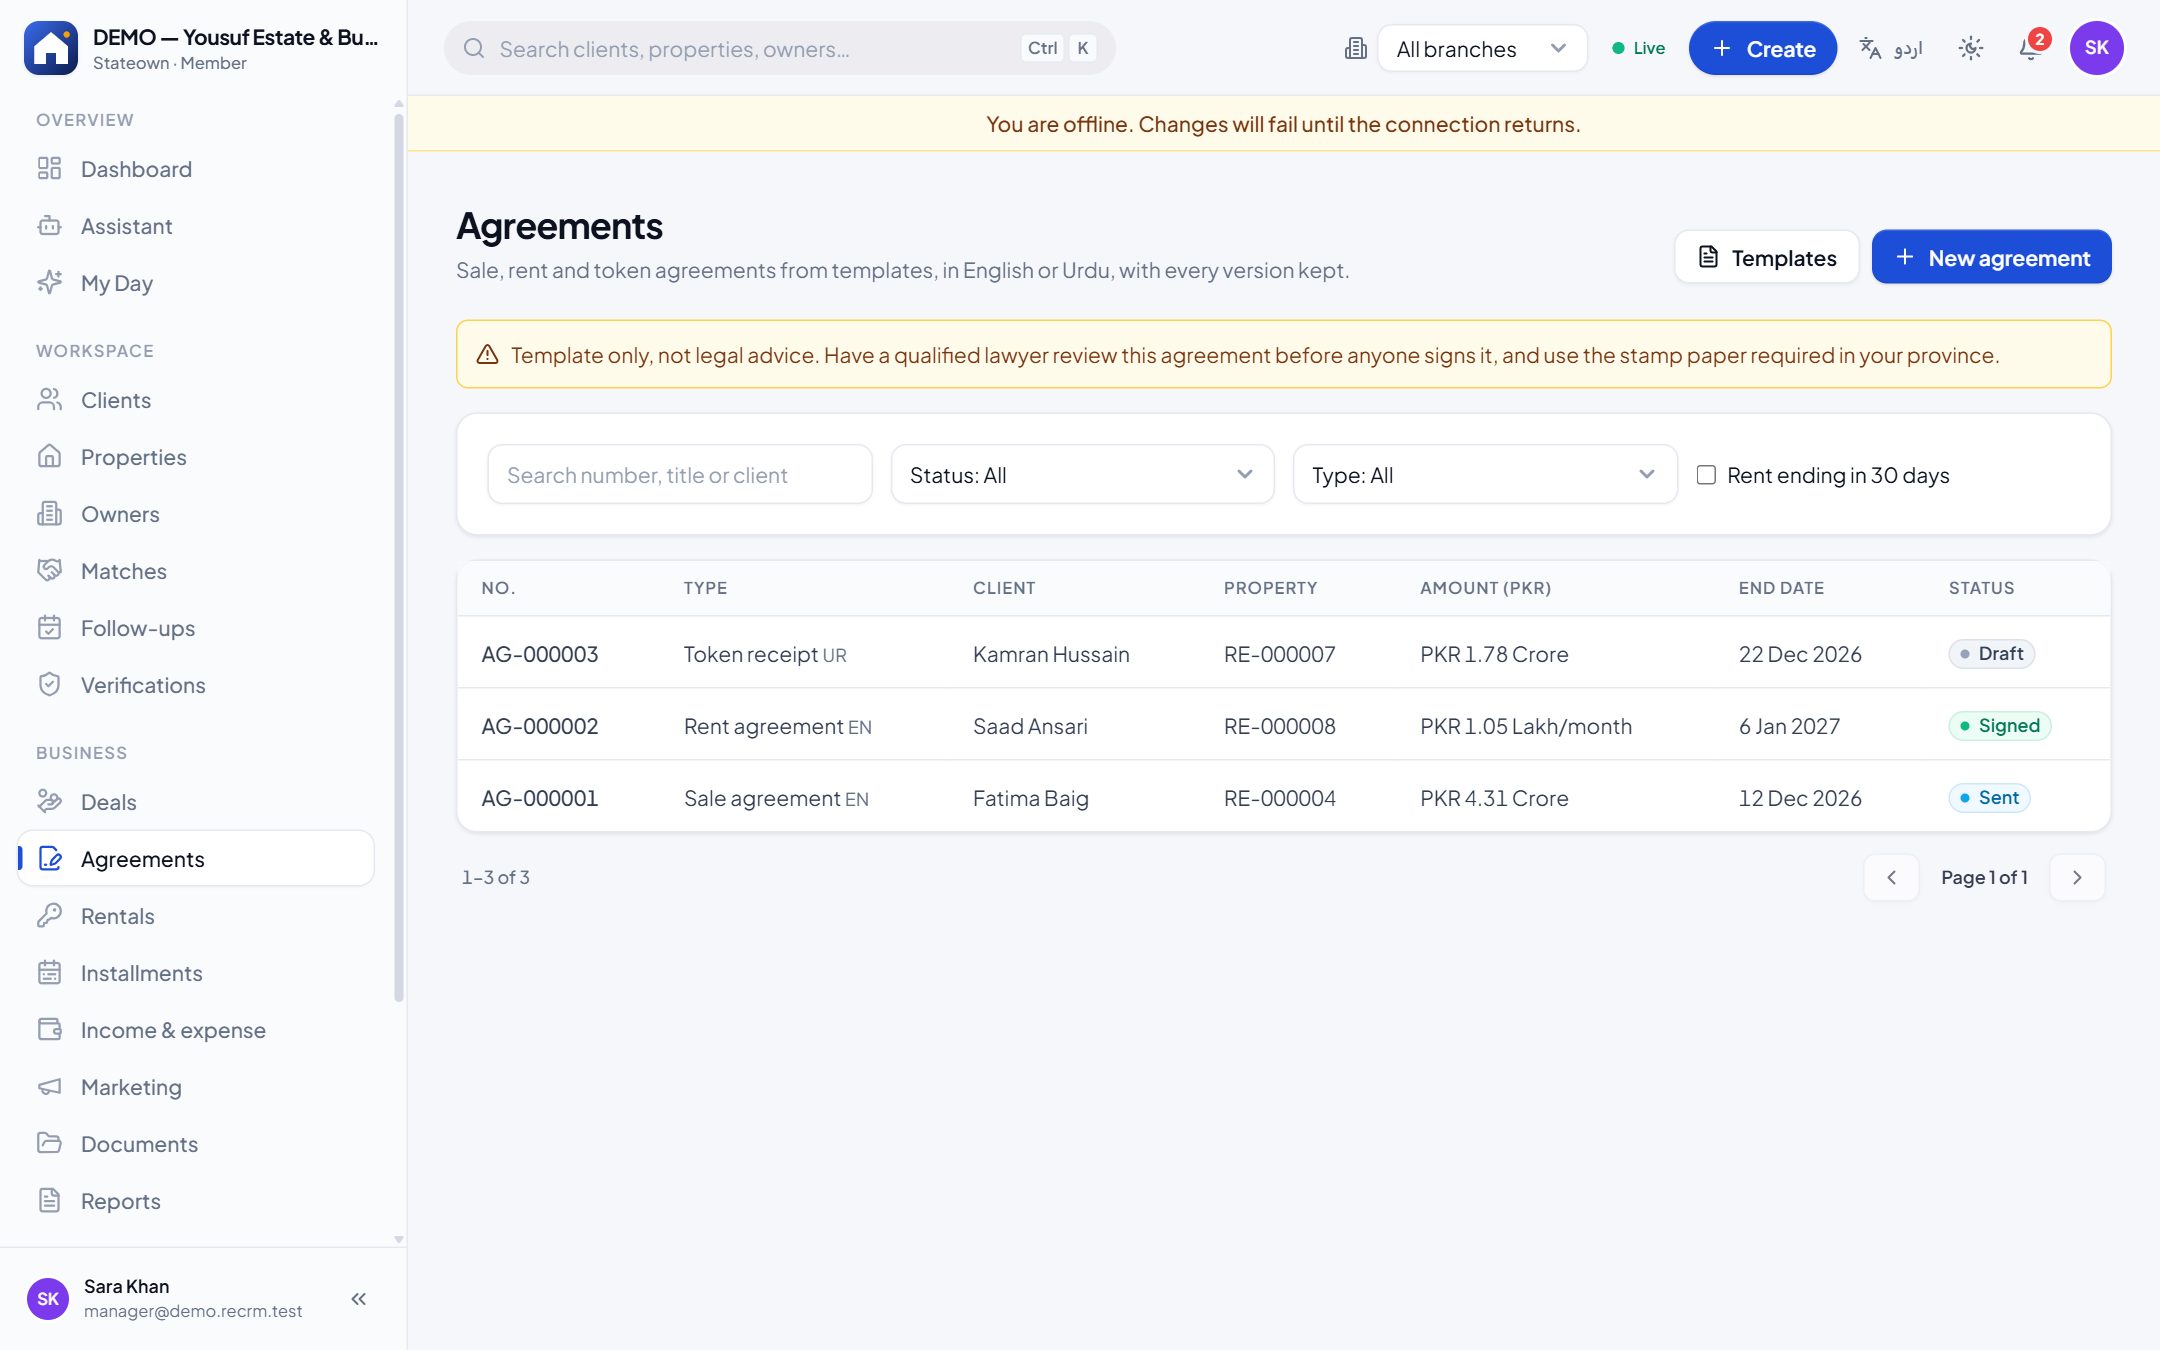 DEMO — Yousuf Estate & Bu...
Stateown · Member
OVERVIEW
Dashboard
Assistant
My Day
WORKSPACE
Clients
Properties
Owners
Matches
Follow-ups
Verifications
BUSINESS
Deals
Agreements
Rentals
Installments
Income & expense
Marketing
Documents
Reports
SK
Sara Khan
manager@demo.recrm.test
Search clients, properties, owners... Ctrl K
All branches
Live
+ Create
اردو
2
SK
You are offline. Changes will fail until the connection returns.
Agreements
Sale, rent and token agreements from templates, in English or Urdu, with every version kept.
Templates
+ New agreement
Template only, not legal advice. Have a qualified lawyer review this agreement before anyone signs it, and use the stamp paper required in your province.
Search number, title or client
Status: All
Type: All
Rent ending in 30 days
NO. TYPE CLIENT PROPERTY AMOUNT (PKR) END DATE STATUS
AG-000003 Token receipt UR Kamran Hussain RE-000007 PKR 1.78 Crore 22 Dec 2026 Draft
AG-000002 Rent agreement EN Saad Ansari RE-000008 PKR 1.05 Lakh/month 6 Jan 2027 Signed
AG-000001 Sale agreement EN Fatima Baig RE-000004 PKR 4.31 Crore 12 Dec 2026 Sent
1–3 of 3
Page 1 of 1